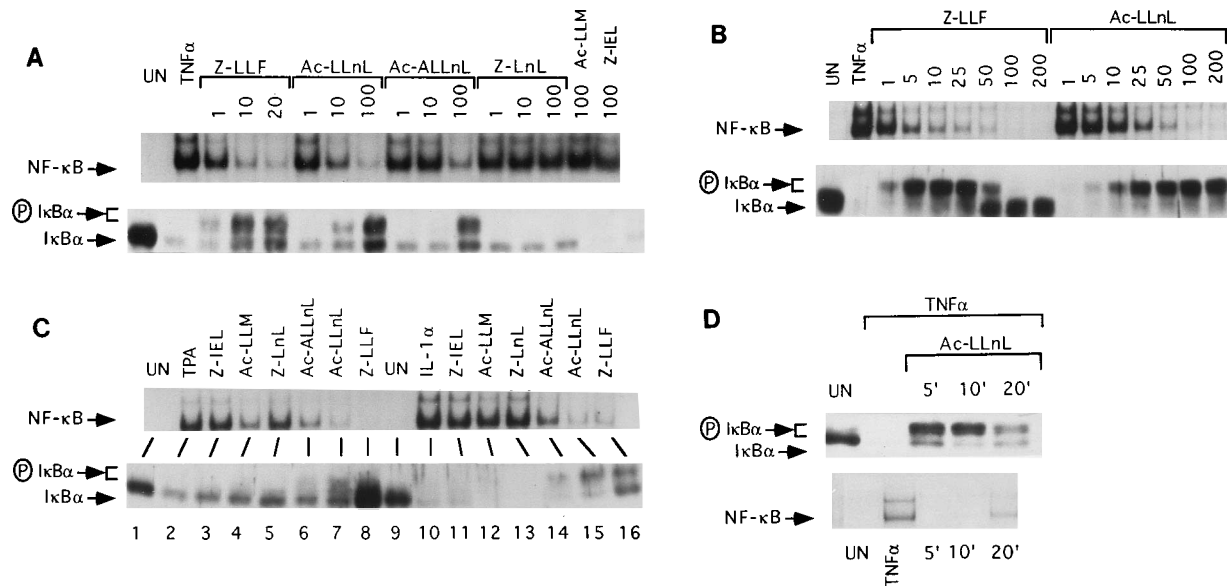 A
UN
TNFα
Z-LLF
Ac-LLnL
Ac-ALLnL
Z-LnL
Ac-LLM
Z-IEL
1 10 20 1 10 100 1 10 100 1 10 100 100 100
NF-κB
Ⓟ IκBα
IκBα
B
UN
TNFα
Z-LLF
Ac-LLnL
1 5 10 25 50 100 200 1 5 10 25 50 100 200
NF-κB
Ⓟ IκBα
IκBα
C
UN TPA Z-IEL Ac-LLM Z-LnL Ac-ALLnL Ac-LLnL Z-LLF UN IL-1α Z-IEL Ac-LLM Z-LnL Ac-ALLnL Ac-LLnL Z-LLF
NF-κB
Ⓟ IκBα
IκBα
1 2 3 4 5 6 7 8 9 10 11 12 13 14 15 16
D
TNFα
Ac-LLnL
UN 5' 10' 20'
Ⓟ IκBα
IκBα
NF-κB
UN TNFα 5' 10' 20'